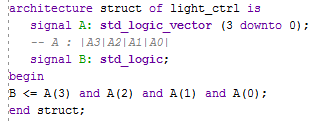 architecture struct of light_ctrl is
signal A: std_logic_vector (3 downto 0);
-- A : |A3|A2|A1|A0|
signal B: std_logic;
begin
B <= A(3) and A(2) and A(1) and A(0);
end struct;